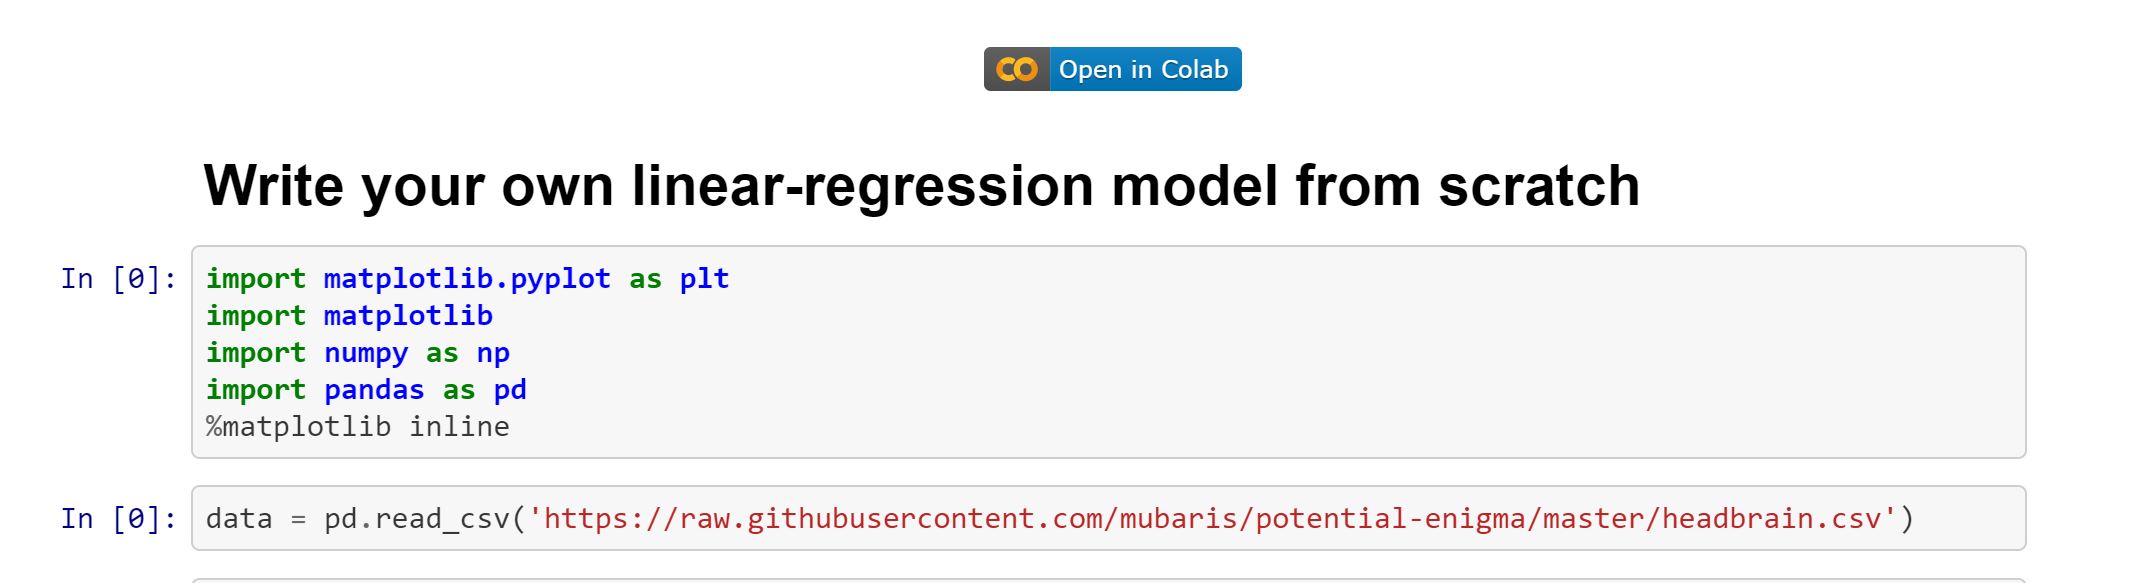 Open in Colab
Write your own linear-regression model from scratch
In [0]:
import matplotlib.pyplot as plt
import matplotlib
import numpy as np
import pandas as pd
%matplotlib inline
In [0]:
data = pd.read_csv('https://raw.githubusercontent.com/mubaris/potential-enigma/master/headbrain.csv')